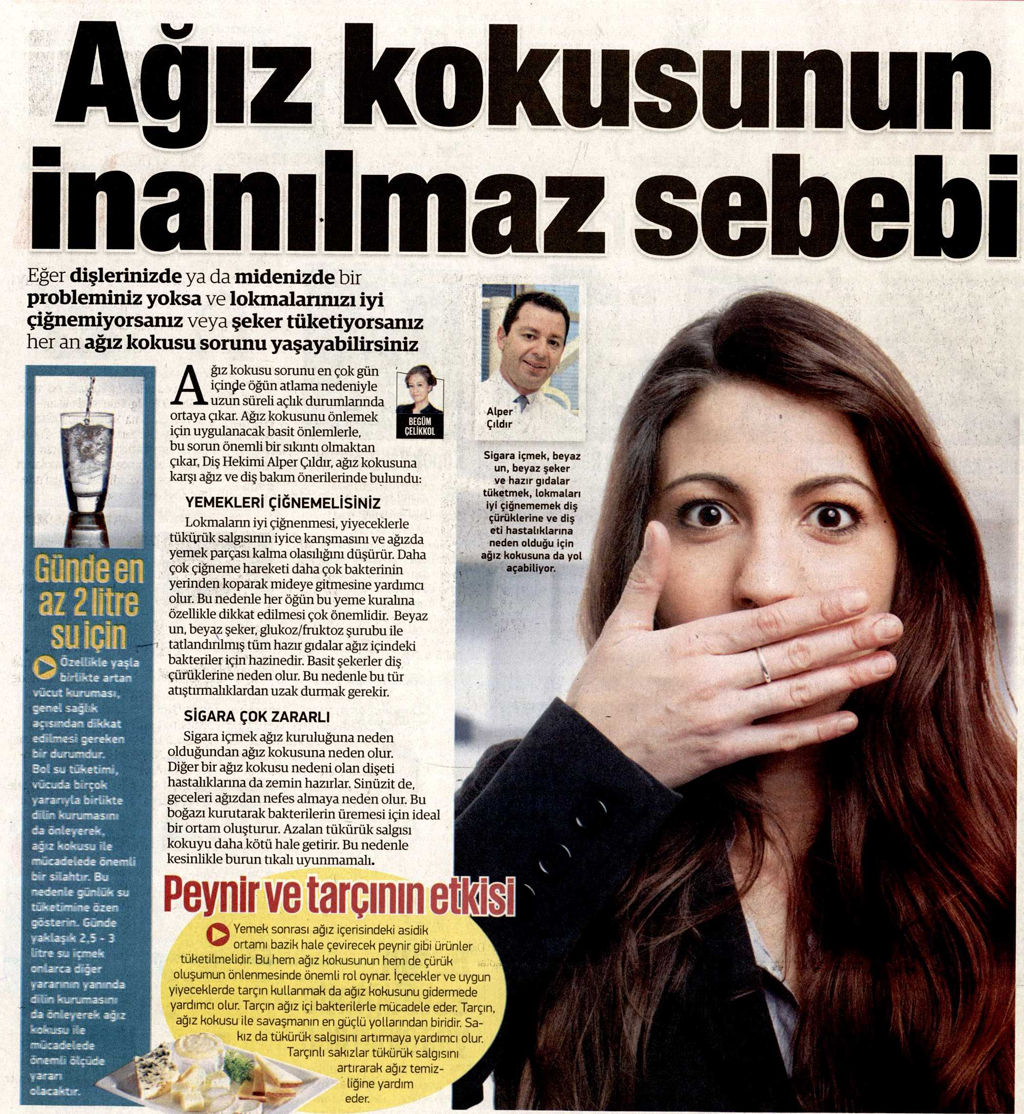 Ağız kokusunun
inanılmaz sebebi
Eğer dişlerinizde ya da midenizde bir
probleminiz yoksa ve lokmalarınızı iyi
çiğnemiyorsanız veya şeker tüketiyorsanız
her an ağız kokusu sorunu yaşayabilirsiniz
Ağız kokusu sorunu en çok gün
içinde öğün atlama nedeniyle
uzun süreli açlık durumlarında
ortaya çıkar. Ağız kokusunu önlemek
için uygulanacak basit önlemlerle,
bu sorun önemli bir sıkıntı olmaktan
çıkar, Diş Hekimi Alper Çıldır, ağız kokusuna
karşı ağız ve diş bakım önerilerinde bulundu:
BEGÜM
ÇELİKKOL
YEMEKLERİ ÇİĞNEMELİSİNİZ
Lokmaların iyi çiğnenmesi, yiyeceklerle
tükürük salgısının iyice karışmasını ve ağızda
yemek parçası kalma olasılığını düşürür. Daha
çok çiğneme hareketi daha çok bakterinin
yerinden koparak mideye gitmesine yardımcı
olur. Bu nedenle her öğün bu yeme kuralına
özellikle dikkat edilmesi çok önemlidir. Beyaz
un, beyaz şeker, glukoz/fruktoz şurubu ile
tatlandırılmış tüm hazır gıdalar ağız içindeki
bakteriler için hazinedir. Basit şekerler diş
çürüklerine neden olur. Bu nedenle bu tür
atıştırmalıklardan uzak durmak gerekir.
SİGARA ÇOK ZARARLI
Sigara içmek ağız kuruluğuna neden
olduğundan ağız kokusuna neden olur.
Diğer bir ağız kokusu nedeni olan dişeti
hastalıklarına da zemin hazırlar. Sinüzit de,
geceleri ağızdan nefes almaya neden olur. Bu
boğazı kurutarak bakterilerin üremesi için ideal
bir ortam oluşturur. Azalan tükürük salgısı
kokuyu daha kötü hale getirir. Bu nedenle
kesinlikle burun tıkalı uyunmamalı.
Alper
Çıldır
Sigara içmek, beyaz
un, beyaz şeker
ve hazır gıdalar
tüketmek, lokmaları
iyi çiğnememek diş
çürüklerine ve diş
eti hastalıklarına
neden olduğu için
ağız kokusuna da yol
açabiliyor.
Günde en
az 2 litre
su için
Özellikle yaşla
birlikte artan
vücut kuruması,
genel sağlık
açısından dikkat
edilmesi gereken
bir durumdur.
Bol su tüketimi,
vücuda birçok
yararıyla birlikte
dilin kurumasını
da önleyerek,
ağız kokusu ile
mücadelede önemli
bir silahtır. Bu
nedenle günlük su
tüketimine özen
gösterin. Günde
yaklaşık 2,5 - 3
litre su içmek
onlarca diğer
yararının yanında
dilin kurumasını
da önleyerek ağız
kokusu ile
mücadelede
önemli ölçüde
yararı
olacaktır.
Peynir ve tarçının etkisi
Yemek sonrası ağız içerisindeki asidik
ortamı bazik hale çevirecek peynir gibi ürünler
tüketilmelidir. Bu hem ağız kokusunun hem de çürük
oluşumun önlenmesinde önemli rol oynar. İçecekler ve uygun
yiyeceklerde tarçın kullanmak da ağız kokusunu gidermede
yardımcı olur. Tarçın ağız içi bakterilerle mücadele eder. Tarçın,
ağız kokusu ile savaşmanın en güçlü yollarından biridir. Sa-
kız da tükürük salgısını artırmaya yardımcı olur.
Tarçınlı sakızlar tükürük salgısını
artırarak ağız temiz-
liğine yardım
eder.